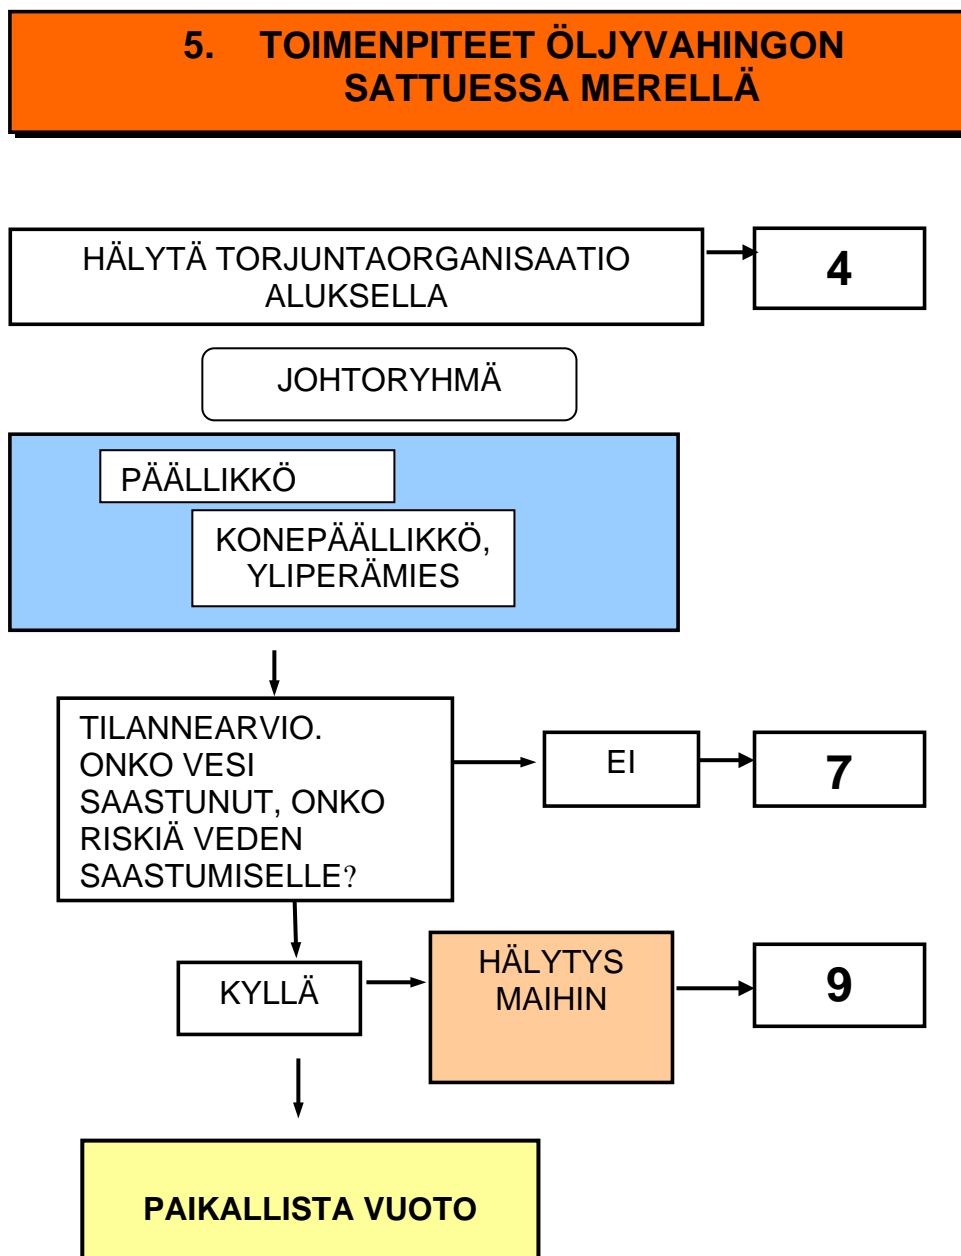 5. TOIMENPITEET ÖLJYVAHINGON
SATTUESSA MERELLÄ
HÄLYTÄ TORJUNTAORGANISAATIO
ALUKSELLA
4
JOHTORYHMÄ
PÄÄLLIKKÖ
KONEPÄÄLLIKKÖ,
YLIPERÄMIES
TILANNEARVIO.
ONKO VESI
SAASTUNUT, ONKO
RISKIÄ VEDEN
SAASTUMISELLE?
EI
7
KYLLÄ
HÄLYTYS
MAIHIN
9
PAIKALLISTA VUOTO